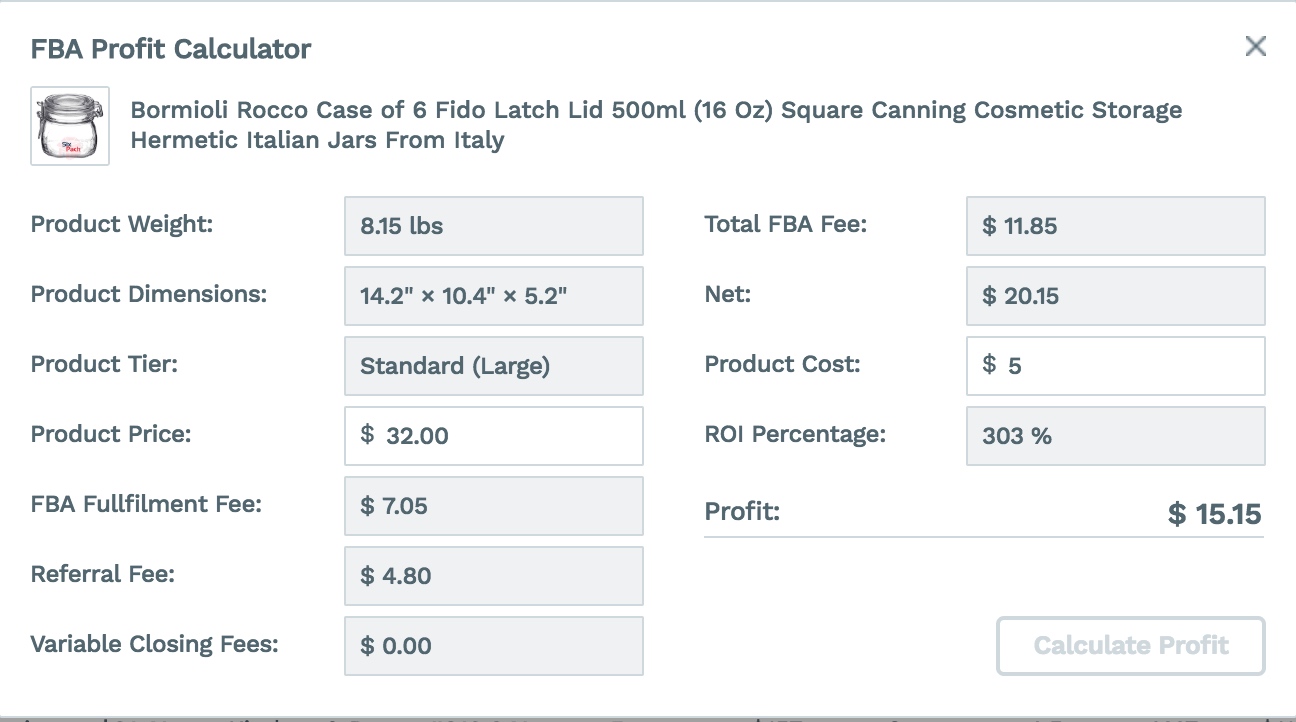 FBA Profit Calculator
Bormioli Rocco Case of 6 Fido Latch Lid 500ml (16 Oz) Square Canning Cosmetic Storage
Hermetic Italian Jars From Italy
Product Weight: 8.15 lbs
Product Dimensions: 14.2" × 10.4" × 5.2"
Product Tier: Standard (Large)
Product Price: $ 32.00
FBA Fullfilment Fee: $ 7.05
Referral Fee: $ 4.80
Variable Closing Fees: $ 0.00
Total FBA Fee: $ 11.85
Net: $ 20.15
Product Cost: $ 5
ROI Percentage: 303 %
Profit: $ 15.15
Calculate Profit